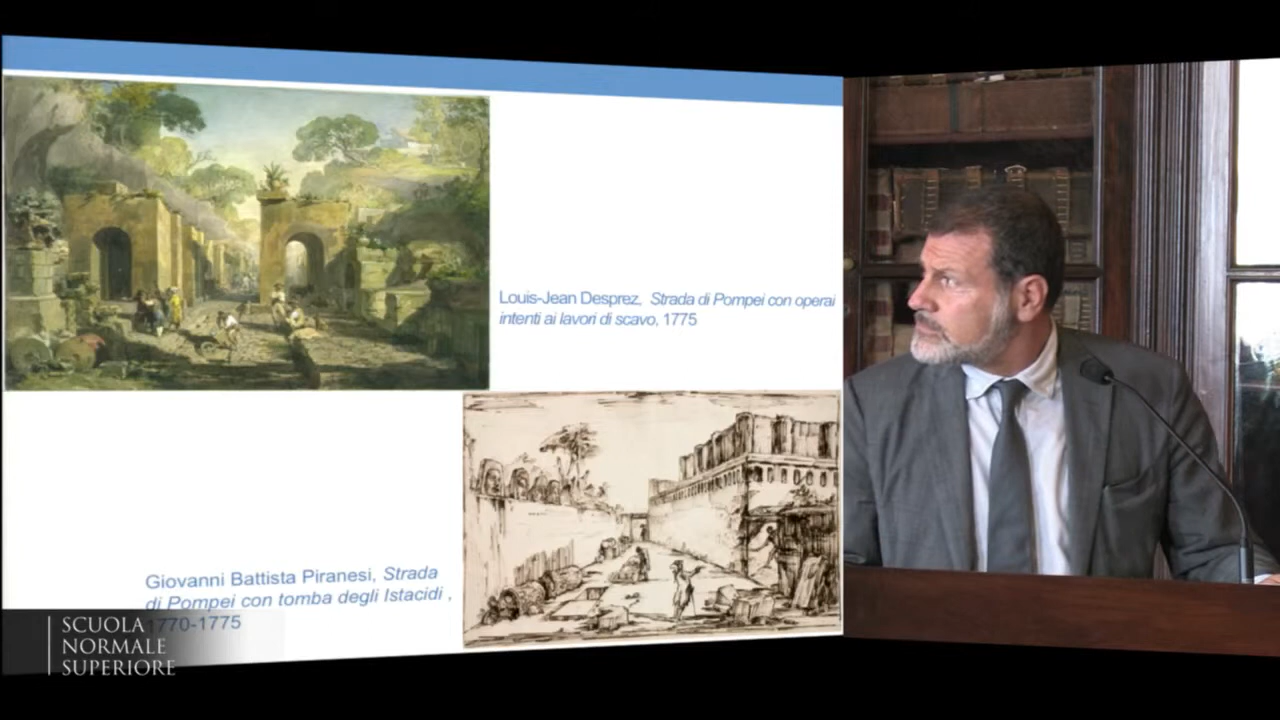 Louis-Jean Desprez, Strada di Pompei con operai
intenti ai lavori di scavo, 1775
Giovanni Battista Piranesi, Strada
di Pompei con tomba degli Istacidi ,
1770-1775
SCUOLA
NORMALE
SUPERIORE